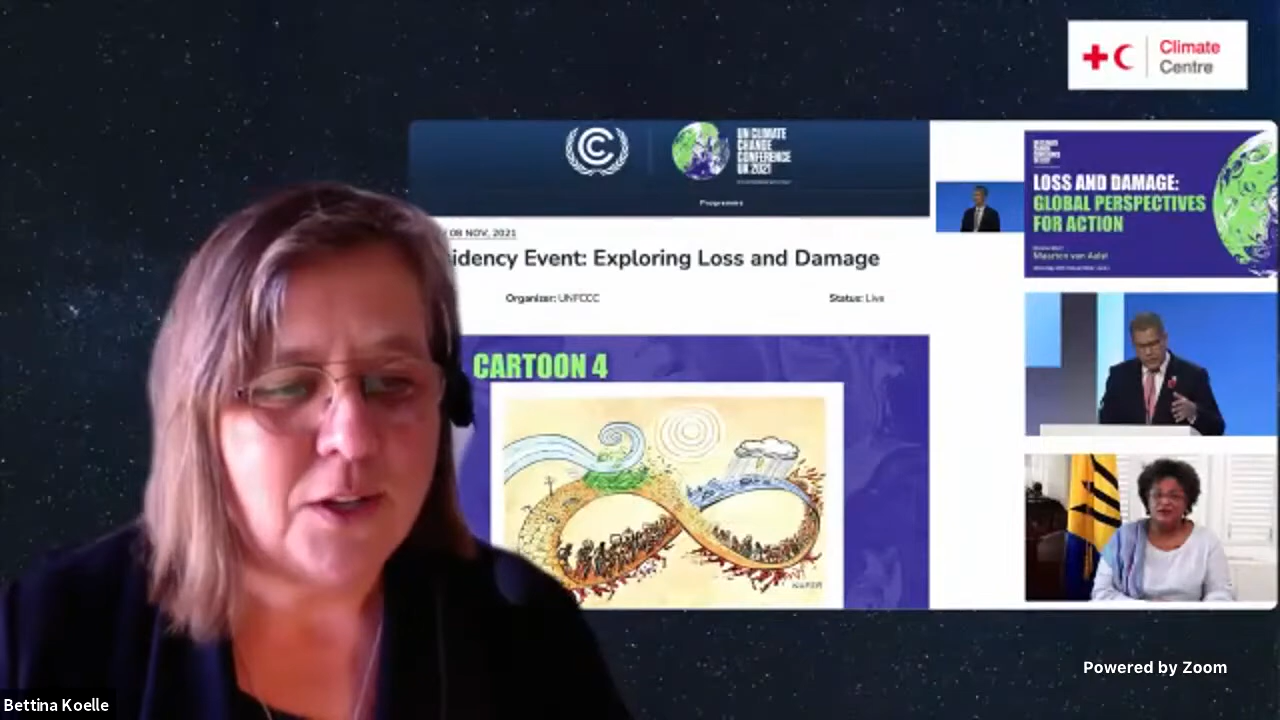 Climate
Centre
UN CLIMATE
CHANGE
CONFERENCE
UK 2021
Programme
08 NOV, 2021
idency Event: Exploring Loss and Damage
Organizer: UNFCCC
Status: Live
CARTOON 4
LOSS AND DAMAGE:
GLOBAL PERSPECTIVES
FOR ACTION
Maarten van Aalst
Powered by Zoom
Bettina Koelle